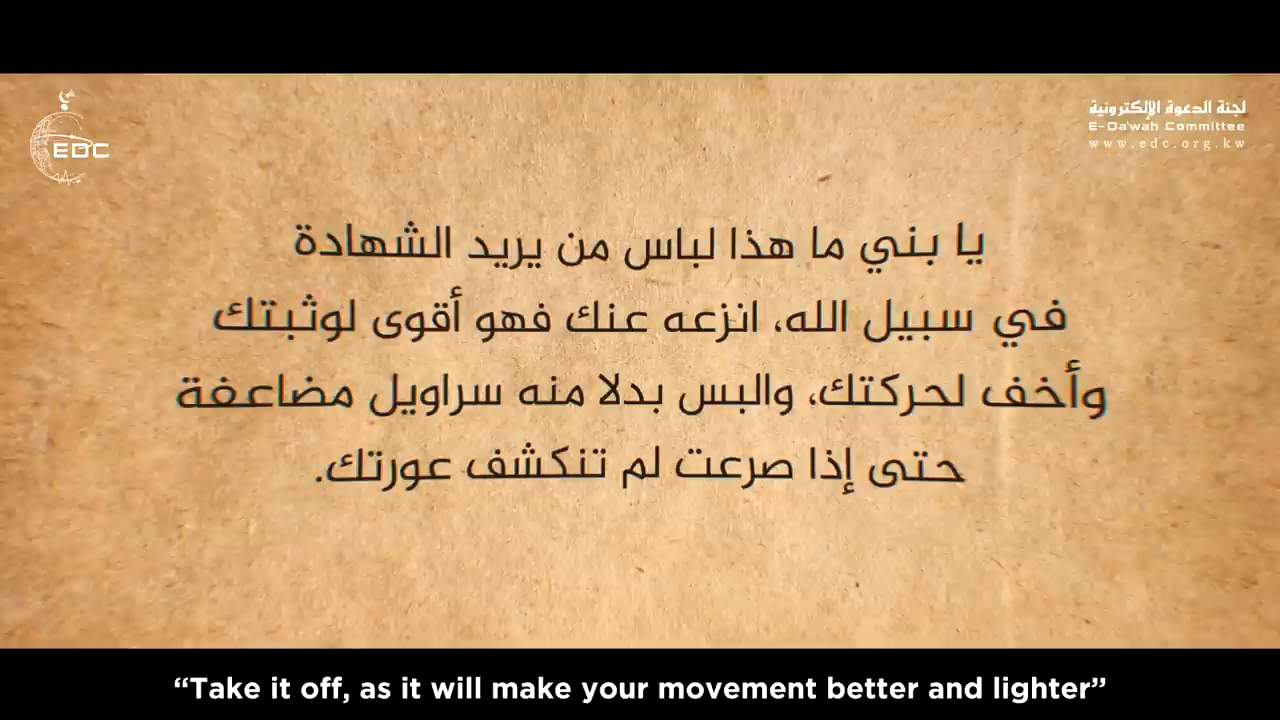 EDC
لجنة الدعوة الإلكترونية
E-Da'wah Committee
www.edc.org.kw
يا بني ما هذا لباس من يريد الشهادة
في سبيل الله، انزعه عنك فهو أقوى لوثبتك
وأخف لحركتك، والبس بدلا منه سراويل مضاعفة
حتى إذا صرعت لم تنكشف عورتك.
“Take it off, as it will make your movement better and lighter”